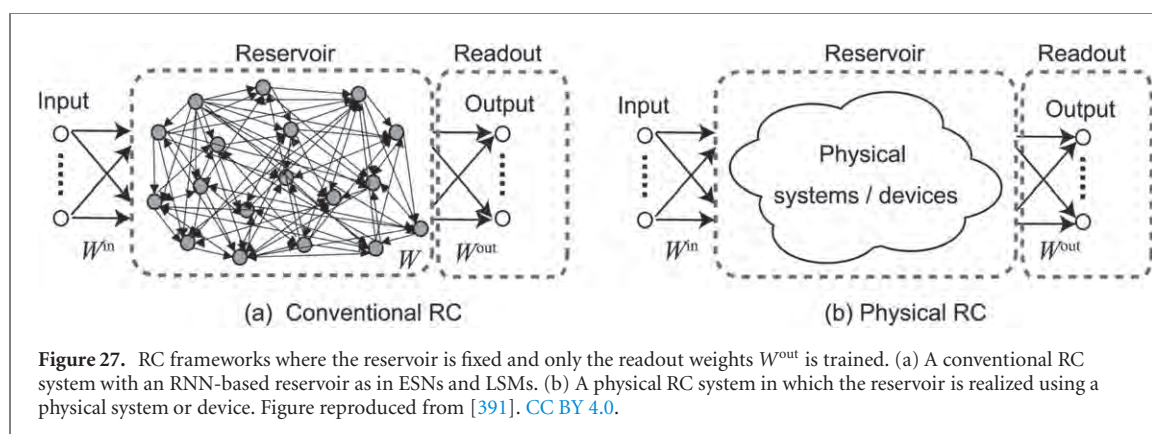 Reservoir
Readout
Input
Output
W^in
W
W^out
(a) Conventional RC
Reservoir
Readout
Input
Output
Physical
systems / devices
W^in
W^out
(b) Physical RC
Figure 27. RC frameworks where the reservoir is fixed and only the readout weights W^out is trained. (a) A conventional RC
system with an RNN-based reservoir as in ESNs and LSMs. (b) A physical RC system in which the reservoir is realized using a
physical system or device. Figure reproduced from [391]. CC BY 4.0.